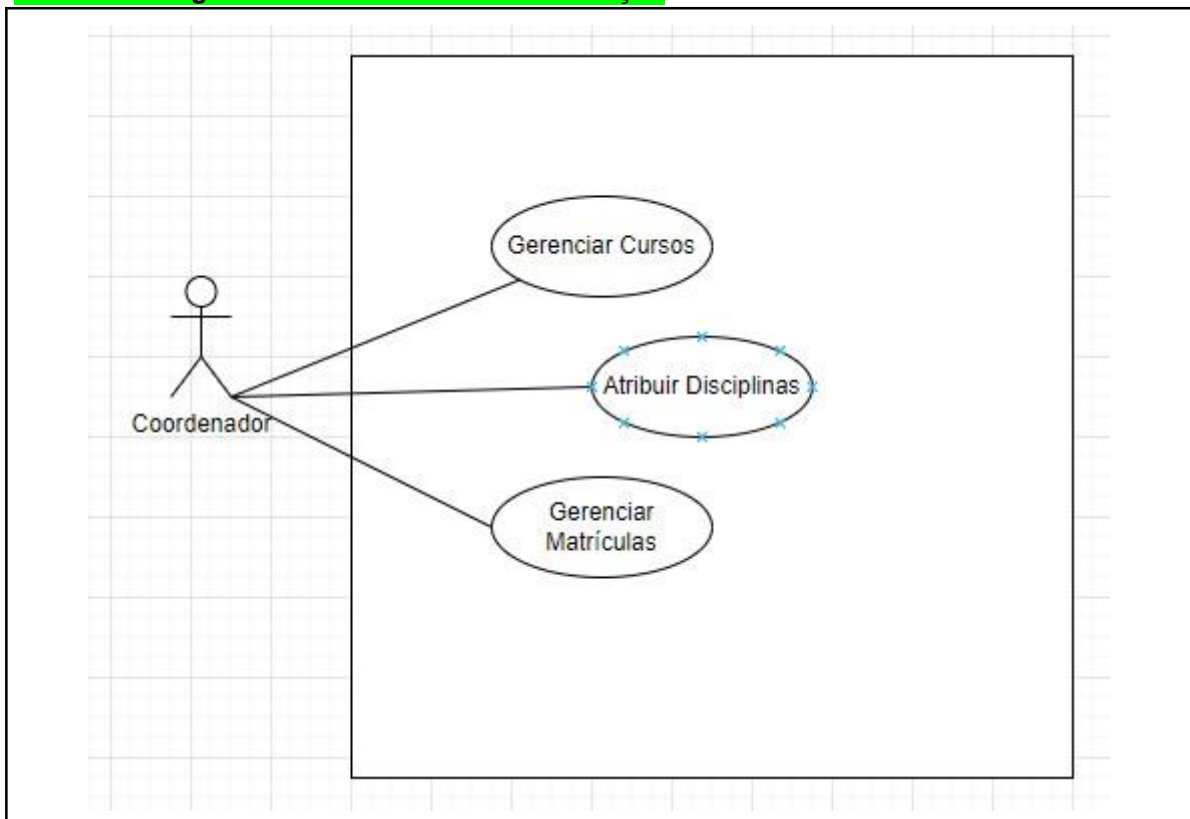 Gerenciar Cursos
Atribuir Disciplinas
Coordenador
Gerenciar
Matrículas